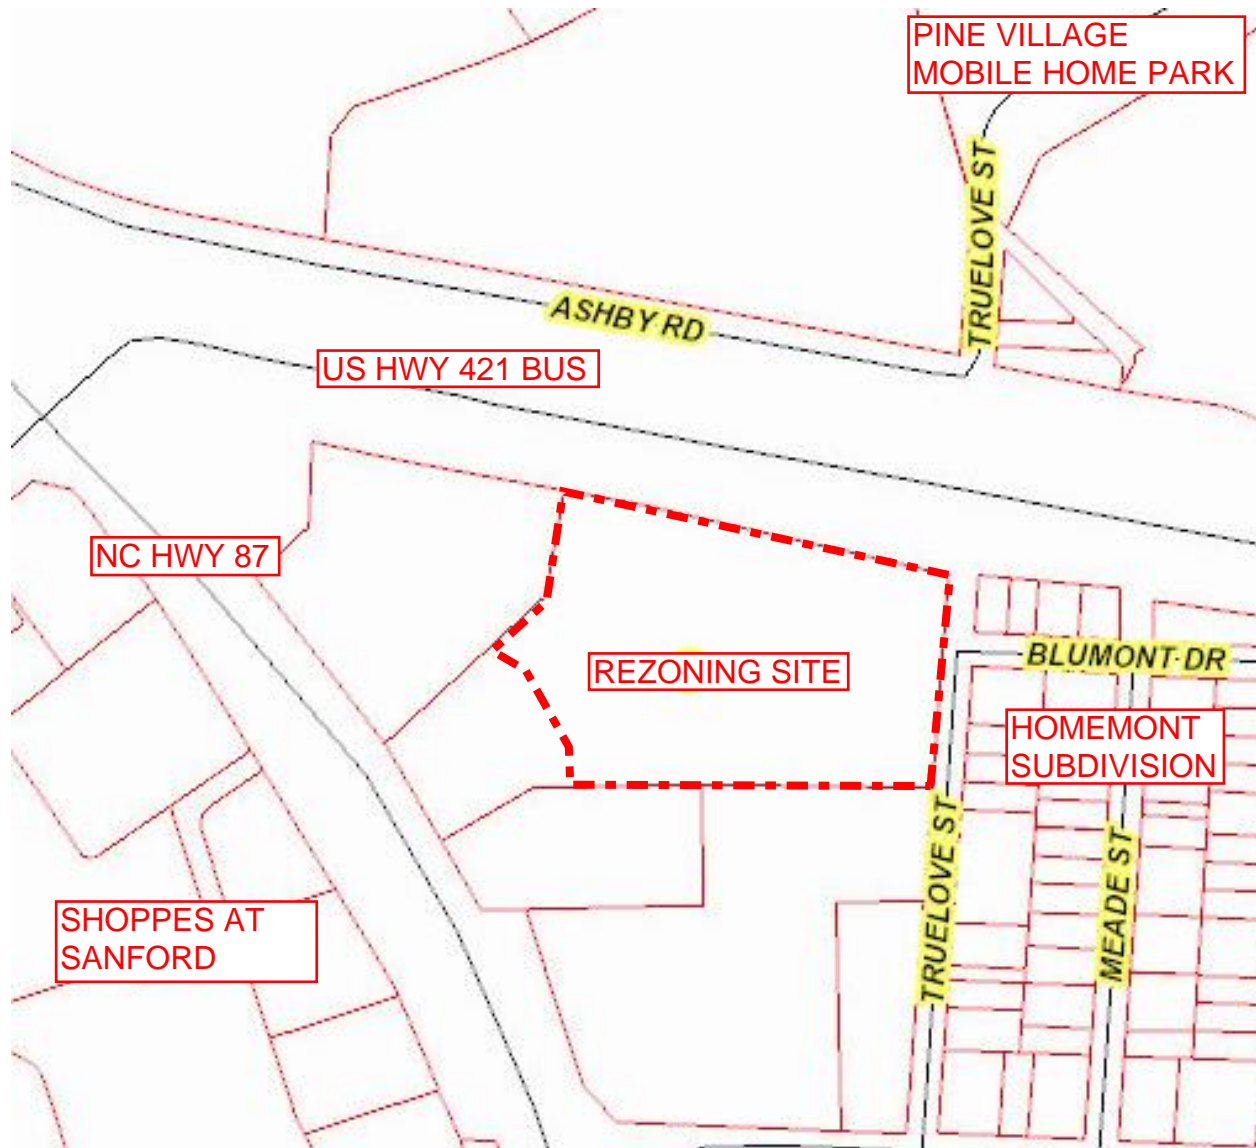 PINE VILLAGE
MOBILE HOME PARK
TRUELOVE ST
ASHBY RD
US HWY 421 BUS
NC HWY 87
REZONING SITE
BLUMONT DR
HOMEMONT
SUBDIVISION
TRUELOVE ST
MEADE ST
SHOPPES AT
SANFORD